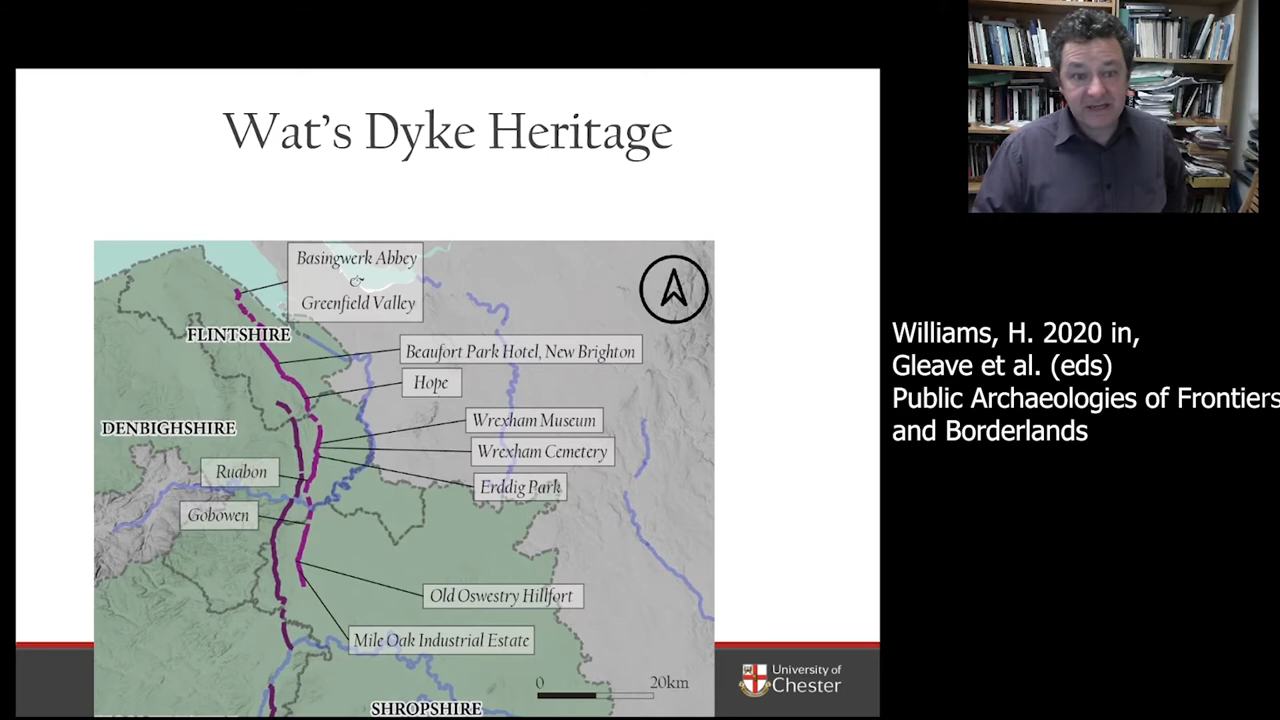 Wat's Dyke Heritage
Basingwerk Abbey
&
Greenfield Valley
FLINTSHIRE
Beaufort Park Hotel, New Brighton
Hope
Wrexham Museum
DENBIGHSHIRE
Wrexham Cemetery
Ruabon
Erddig Park
Gobowen
Old Oswestry Hillfort
Mile Oak Industrial Estate
0 20km
SHROPSHIRE
University of
Chester
Williams, H. 2020 in,
Gleave et al. (eds)
Public Archaeologies of Frontiers
and Borderlands